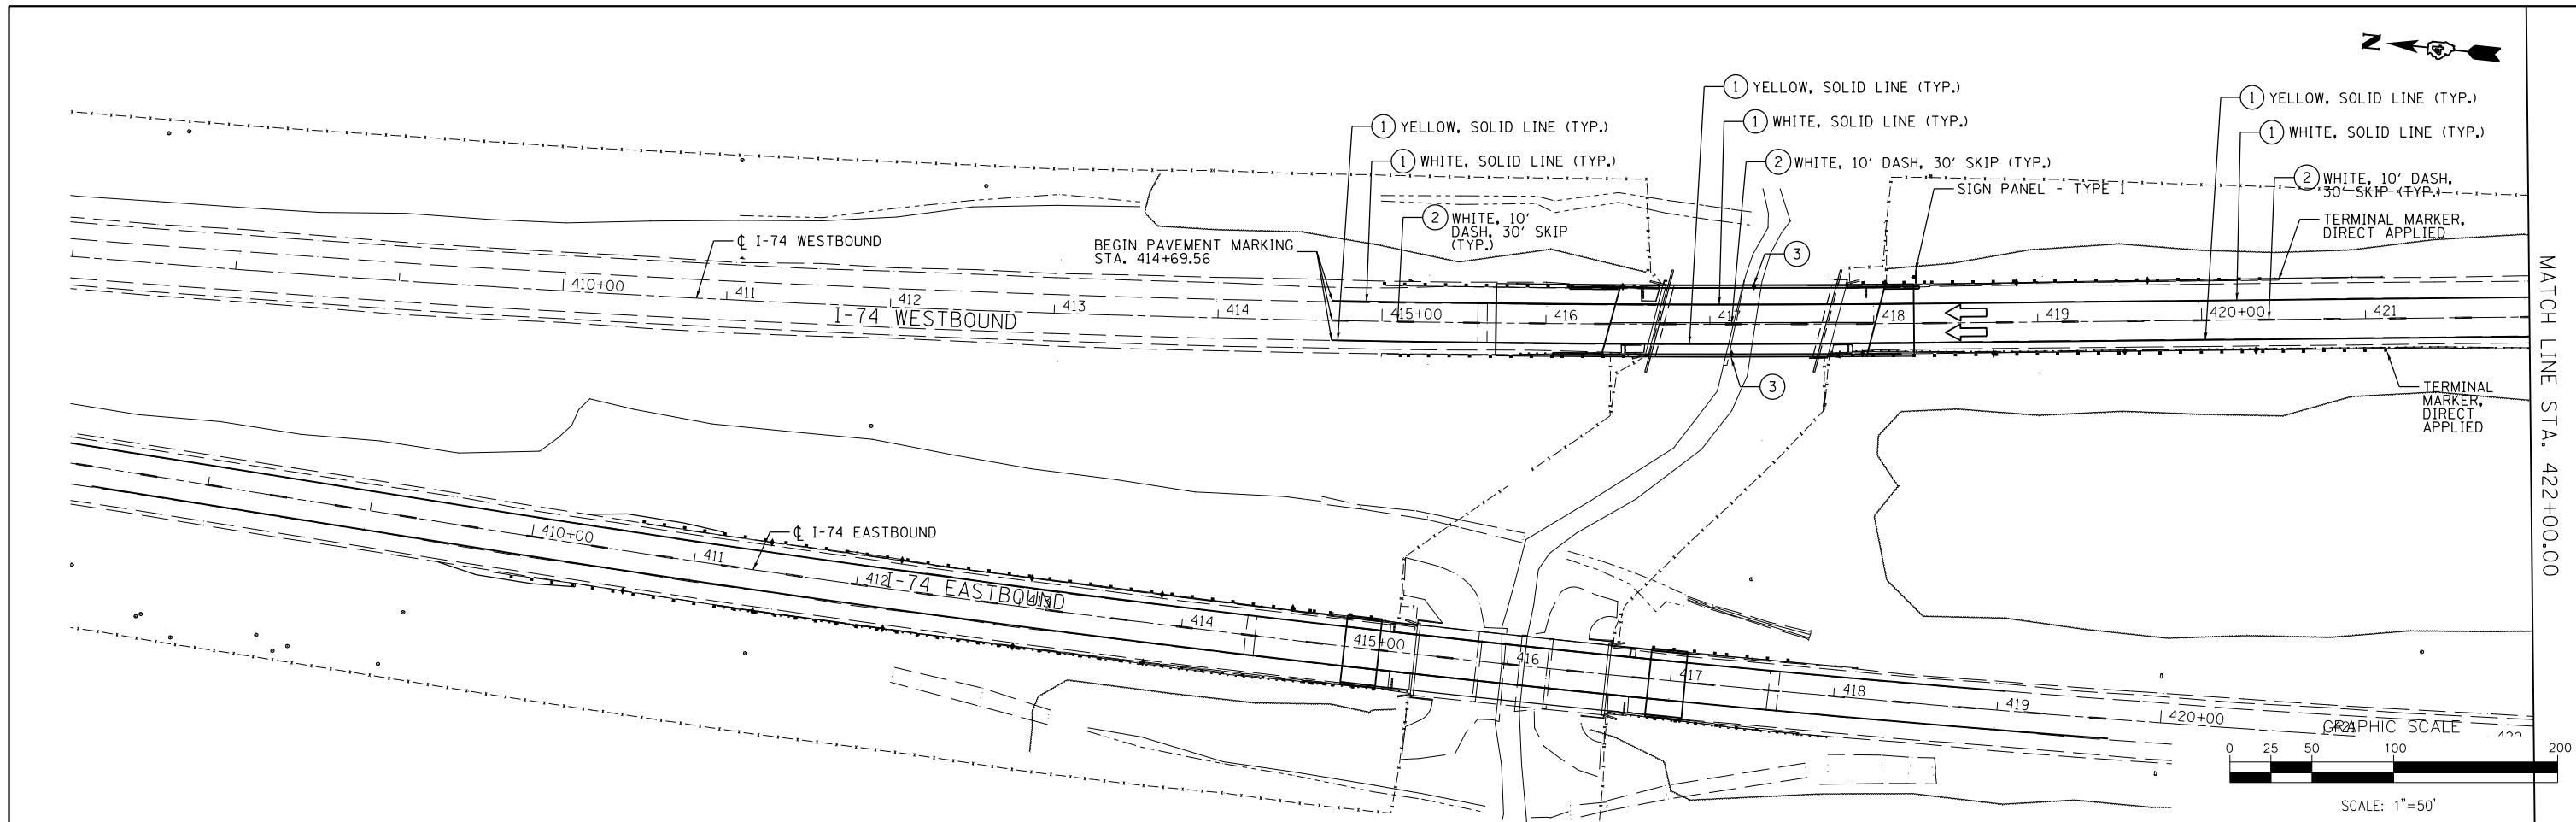 N
1 YELLOW, SOLID LINE (TYP.)
1 WHITE, SOLID LINE (TYP.)
2 WHITE, 10' DASH, 30' SKIP (TYP.)
1 YELLOW, SOLID LINE (TYP.)
1 WHITE, SOLID LINE (TYP.)
2 WHITE, 10'
DASH, 30' SKIP
(TYP.)
1 YELLOW, SOLID LINE (TYP.)
1 WHITE, SOLID LINE (TYP.)
2 WHITE, 10' DASH,
30' SKIP (TYP.)
SIGN PANEL - TYPE 1
TERMINAL MARKER,
DIRECT APPLIED
BEGIN PAVEMENT MARKING
STA. 414+69.56
℄ I-74 WESTBOUND
3
410+00
411
412
413
414
415+00
416
417
418
419
420+00
421
I-74 WESTBOUND
3
TERMINAL
MARKER,
DIRECT
APPLIED
MATCH LINE STA. 422+00.00
℄ I-74 EASTBOUND
410+00
411
412
413
414
415+00
416
417
418
419
420+00
421
422
I-74 EASTBOUND
GRAPHIC SCALE
0 25 50 100 200
SCALE: 1"=50'